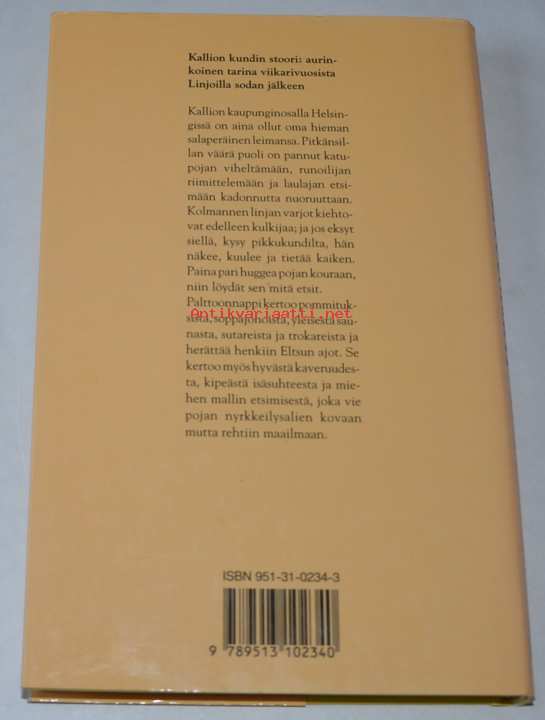 Kallion kundin stoori: aurin-
koinen tarina viikarivuosista
Linjoilla sodan jälkeen
Kallion kaupunginosalla Helsin-
gissä on aina ollut oma hieman
salaperäinen leimansa. Pitkänsil-
lan väärä puoli on pannut katu-
pojan viheltämään, runoilijan
riimittelemään ja laulajan etsi-
mään kadonnutta nuoruuttaan.
Kolmannen linjan varjot kiehto-
vat edelleen kulkijaa; ja jos eksyt
siellä, kysy pikkukundilta, hän
näkee, kuulee ja tietää kaiken.
Paina pari huggea pojan kouraan,
niin löydät sen mitä etsit.
Palttoonnappi kertoo pommituk-
sista, soppajonoista, yleisestä sau-
Antikvariaatti.net
nasta, sutareista ja trokareista ja
herättää henkiin Eltsun ajot. Se
kertoo myös hyvästä kaveruudes-
ta, kipeästä isäsuhteesta ja mie-
hen mallin etsimisestä, joka vie
pojan nyrkkeilysalien kovaan
mutta rehtiin maailmaan.
ISBN 951-31-0234-3
9 789513 102340